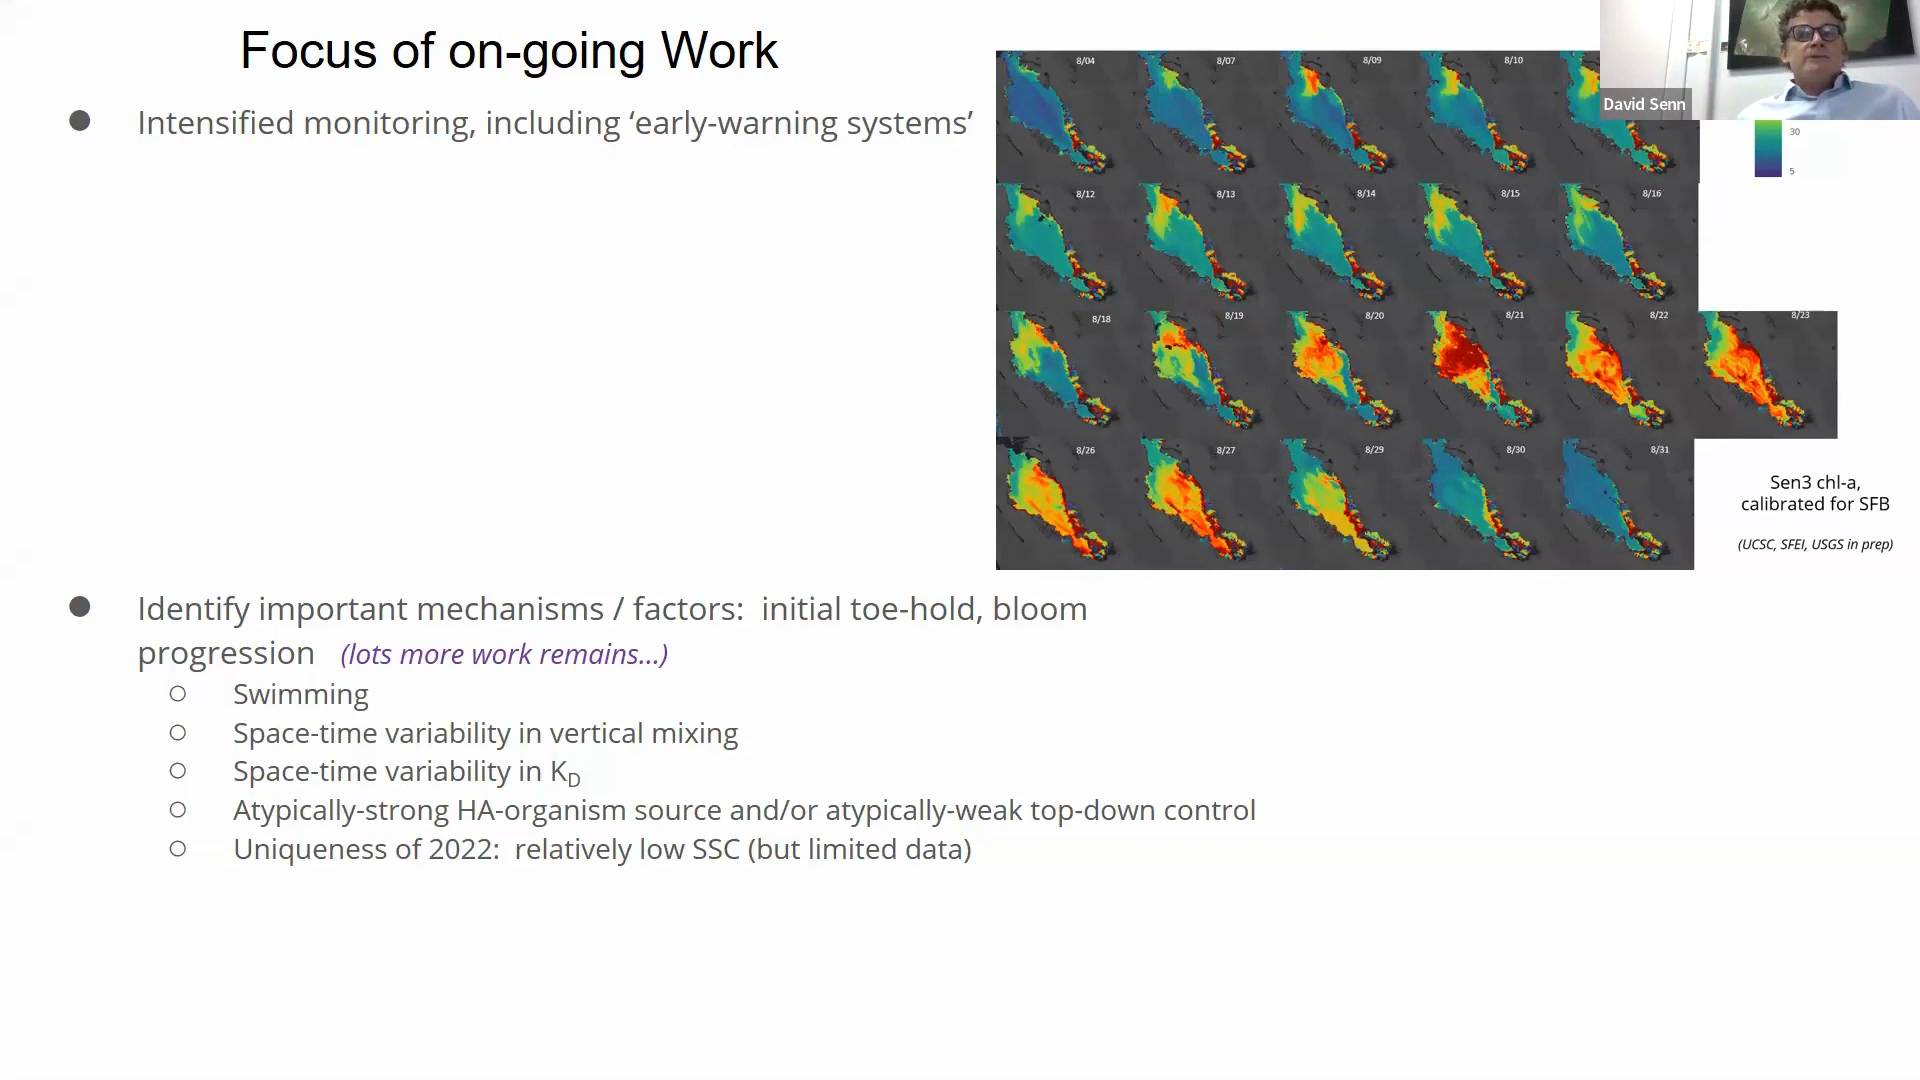 Focus of on-going Work
● Intensified monitoring, including ‘early-warning systems’
8/04 8/07 8/09 8/10
David Senn
30
5
8/12 8/13 8/14 8/15 8/16
8/18 8/19 8/20 8/21 8/22 8/23
8/26 8/27 8/29 8/30 8/31
Sen3 chl-a,
calibrated for SFB
(UCSC, SFEI, USGS in prep)
● Identify important mechanisms / factors: initial toe-hold, bloom
progression (lots more work remains...)
○ Swimming
○ Space-time variability in vertical mixing
○ Space-time variability in KD
○ Atypically-strong HA-organism source and/or atypically-weak top-down control
○ Uniqueness of 2022: relatively low SSC (but limited data)